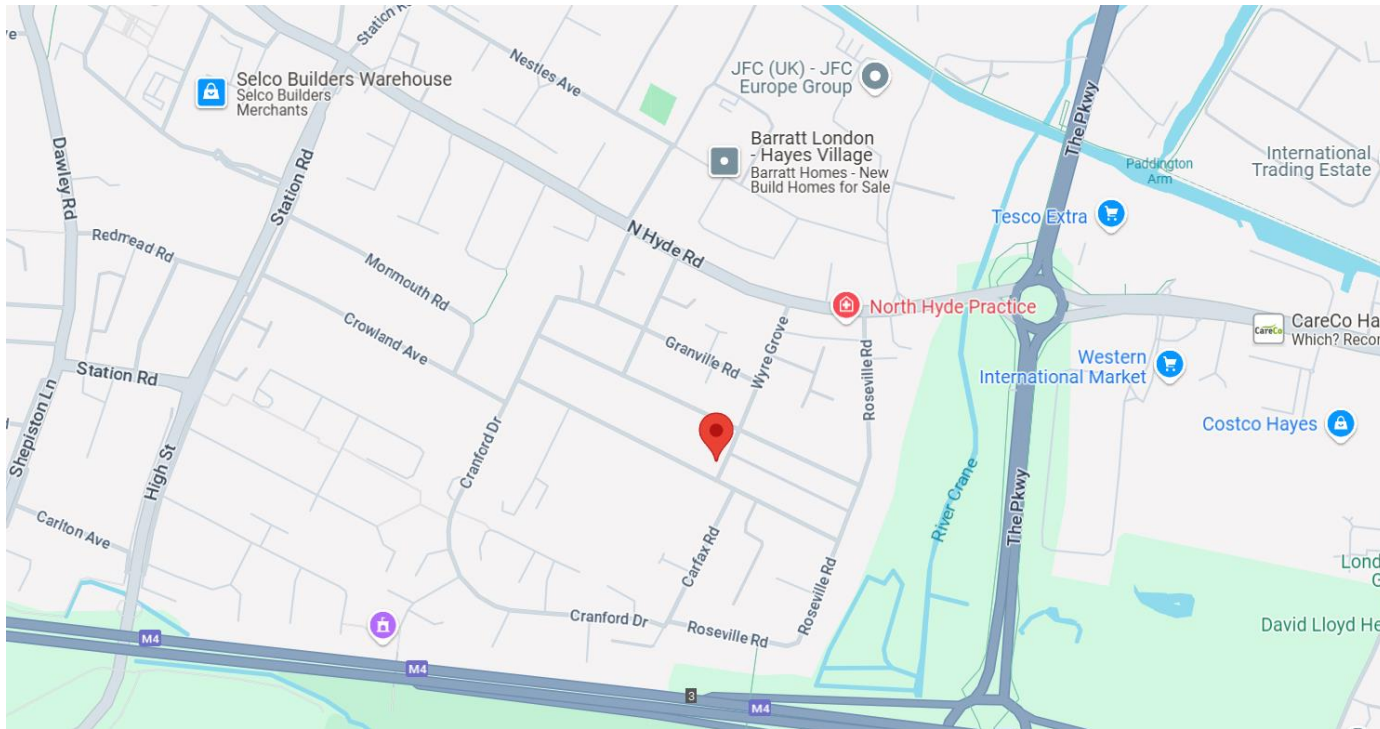 Station Rd
Nestles Ave
Selco Builders Warehouse
Selco Builders
Merchants
JFC (UK) - JFC
Europe Group
The Pkwy
Barratt London
- Hayes Village
Barratt Homes - New
Build Homes for Sale
Paddington
Arm
International
Trading Estate
Dawley Rd
Station Rd
Tesco Extra
Redmead Rd
N Hyde Rd
Monmouth Rd
North Hyde Practice
CareCo
CareCo Ha
Which? Recor
Crowland Ave
Granville Rd
Wyre Grove
Roseville Rd
Western
International Market
Station Rd
Shepiston Ln
High St
Cranford Dr
Costco Hayes
River Crane
The Pkwy
Carlton Ave
Carfax Rd
Roseville Rd
Lond
G
Cranford Dr
Roseville Rd
David Lloyd He
M4
M4
3
M4